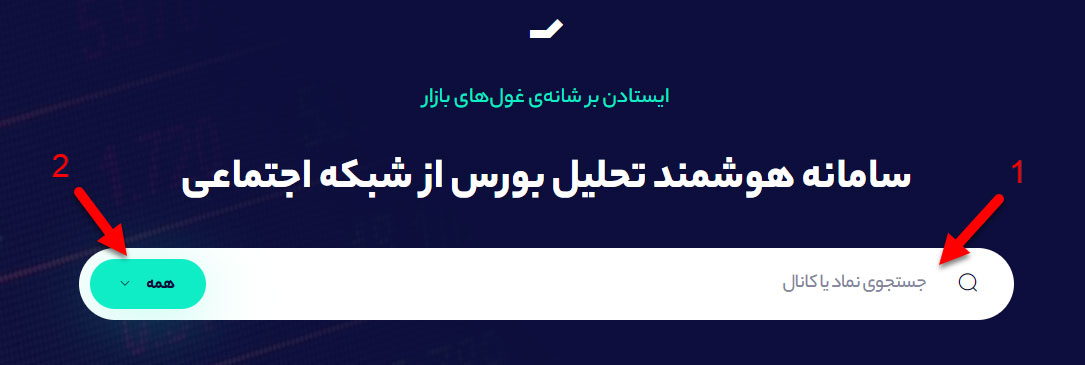 ایستادن بر شانه‌ی غول‌های بازار
سامانه هوشمند تحلیل بورس از شبکه اجتماعی
1
2
جستجوی نماد یا کانال
همه